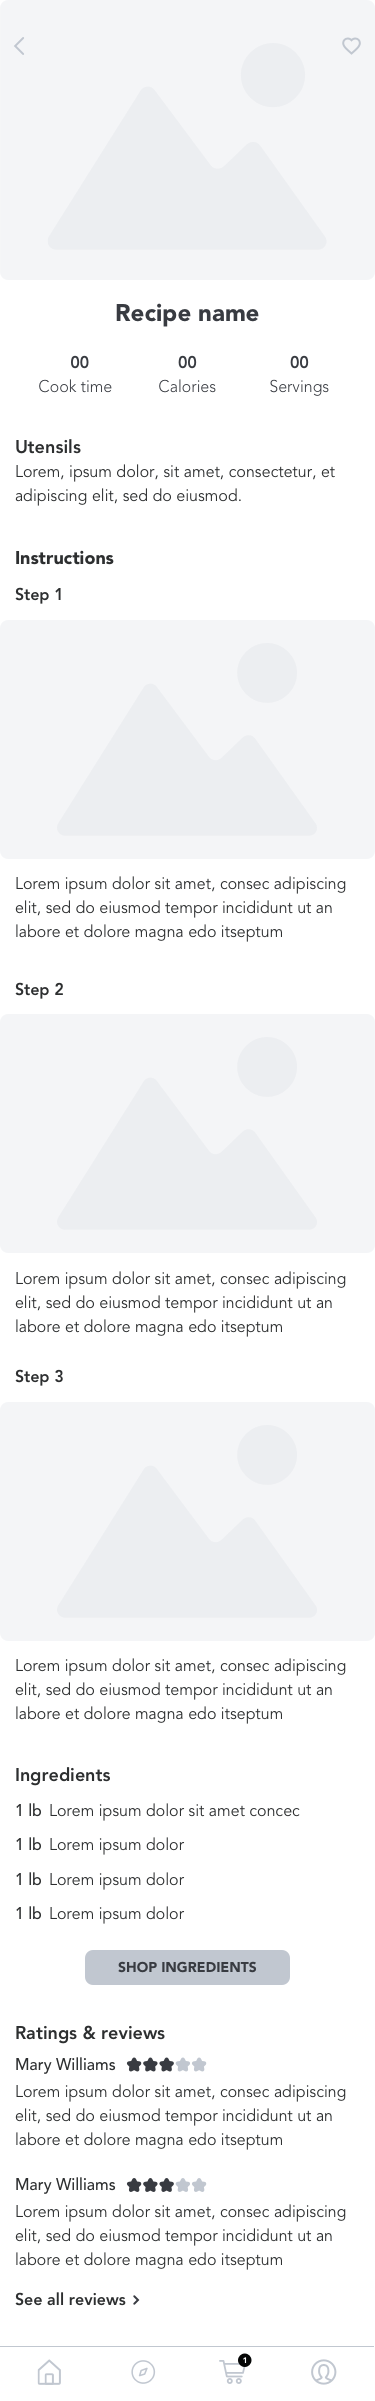 Recipe name
00 00 00
Cook time Calories Servings
Utensils
Lorem, ipsum dolor, sit amet, consectetur, et
adipiscing elit, sed do eiusmod.
Instructions
Step 1
Lorem ipsum dolor sit amet, consec adipiscing
elit, sed do eiusmod tempor incididunt ut an
labore et dolore magna edo itseptum
Step 2
Lorem ipsum dolor sit amet, consec adipiscing
elit, sed do eiusmod tempor incididunt ut an
labore et dolore magna edo itseptum
Step 3
Lorem ipsum dolor sit amet, consec adipiscing
elit, sed do eiusmod tempor incididunt ut an
labore et dolore magna edo itseptum
Ingredients
1 lb Lorem ipsum dolor sit amet concec
1 lb Lorem ipsum dolor
1 lb Lorem ipsum dolor
1 lb Lorem ipsum dolor
SHOP INGREDIENTS
Ratings & reviews
Mary Williams
Lorem ipsum dolor sit amet, consec adipiscing
elit, sed do eiusmod tempor incididunt ut an
labore et dolore magna edo itseptum
Mary Williams
Lorem ipsum dolor sit amet, consec adipiscing
elit, sed do eiusmod tempor incididunt ut an
labore et dolore magna edo itseptum
See all reviews
1